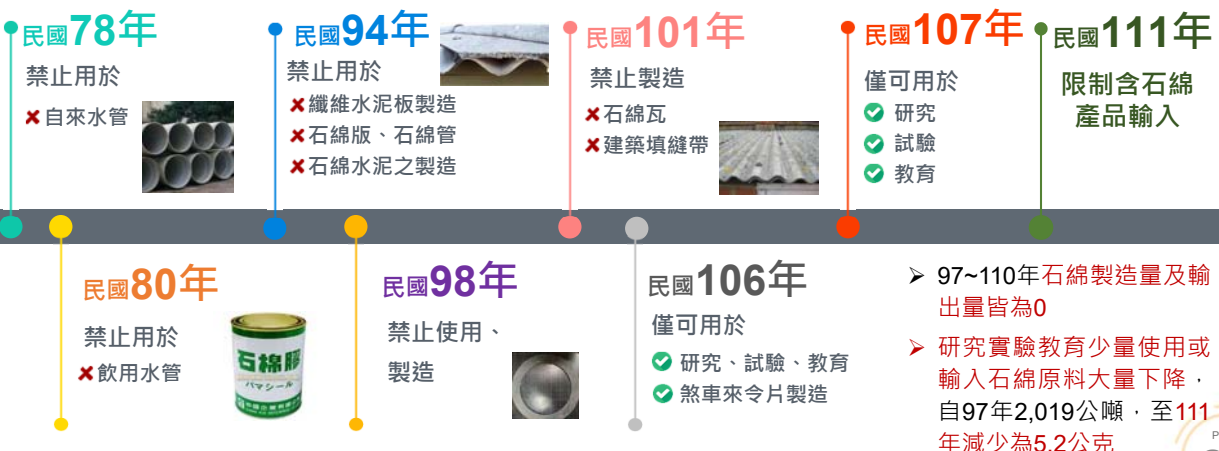 民國78年
禁止用於
✘自來水管
民國94年
禁止用於
✘纖維水泥板製造
✘石綿版、石綿管
✘石綿水泥之製造
民國101年
禁止製造
✘石綿瓦
✘建築填縫帶
民國107年
僅可用於
研究
試驗
教育
民國111年
限制含石綿
產品輸入
民國80年
禁止用於
✘飲用水管
石綿膠
パマシール
民國98年
禁止使用、
製造
民國106年
僅可用於
研究、試驗、教育
煞車來令片製造
➢ 97~110年石綿製造量及輸
出量皆為0
➢ 研究實驗教育少量使用或
輸入石綿原料大量下降，
自97年2,019公噸，至111
年減少為5.2公克
P